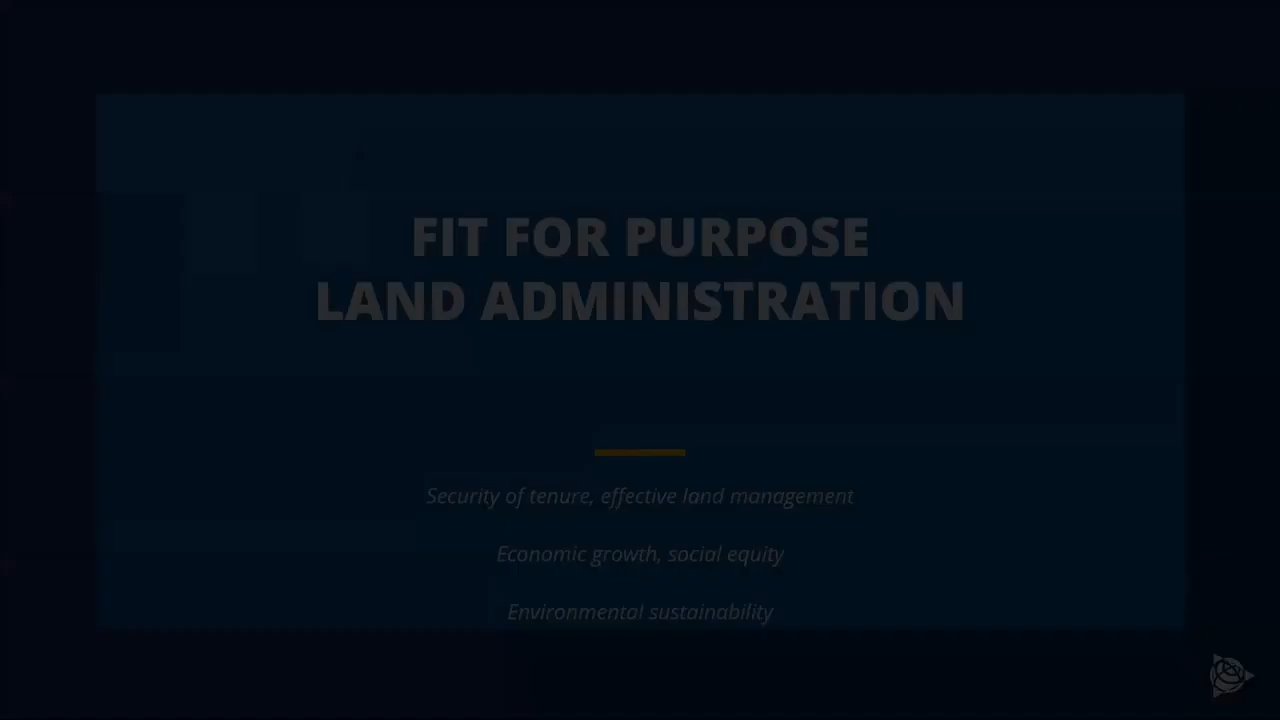 FIT FOR PURPOSE
LAND ADMINISTRATION
Security of tenure, effective land management
Economic growth, social equity
Environmental sustainability